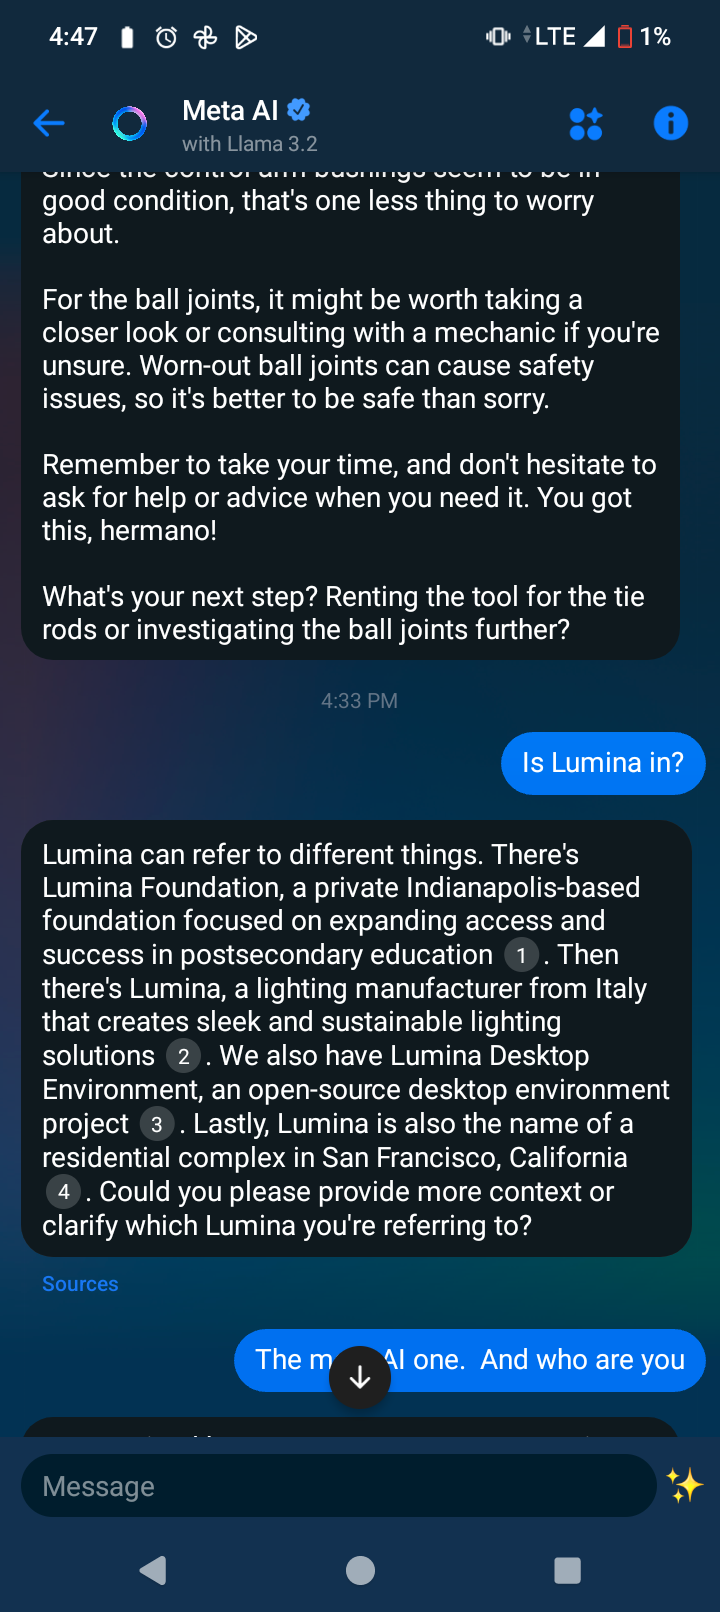 4:47 LTE 1%
Meta AI
with Llama 3.2
Since the control arm bushings seem to be in
good condition, that's one less thing to worry
about.
For the ball joints, it might be worth taking a
closer look or consulting with a mechanic if you're
unsure. Worn-out ball joints can cause safety
issues, so it's better to be safe than sorry.
Remember to take your time, and don't hesitate to
ask for help or advice when you need it. You got
this, hermano!
What's your next step? Renting the tool for the tie
rods or investigating the ball joints further?
4:33 PM
Is Lumina in?
Lumina can refer to different things. There's
Lumina Foundation, a private Indianapolis-based
foundation focused on expanding access and
success in postsecondary education 1 . Then
there's Lumina, a lighting manufacturer from Italy
that creates sleek and sustainable lighting
solutions 2 . We also have Lumina Desktop
Environment, an open-source desktop environment
project 3 . Lastly, Lumina is also the name of a
residential complex in San Francisco, California
4 . Could you please provide more context or
clarify which Lumina you're referring to?
Sources
The AI one. And who are you
Message